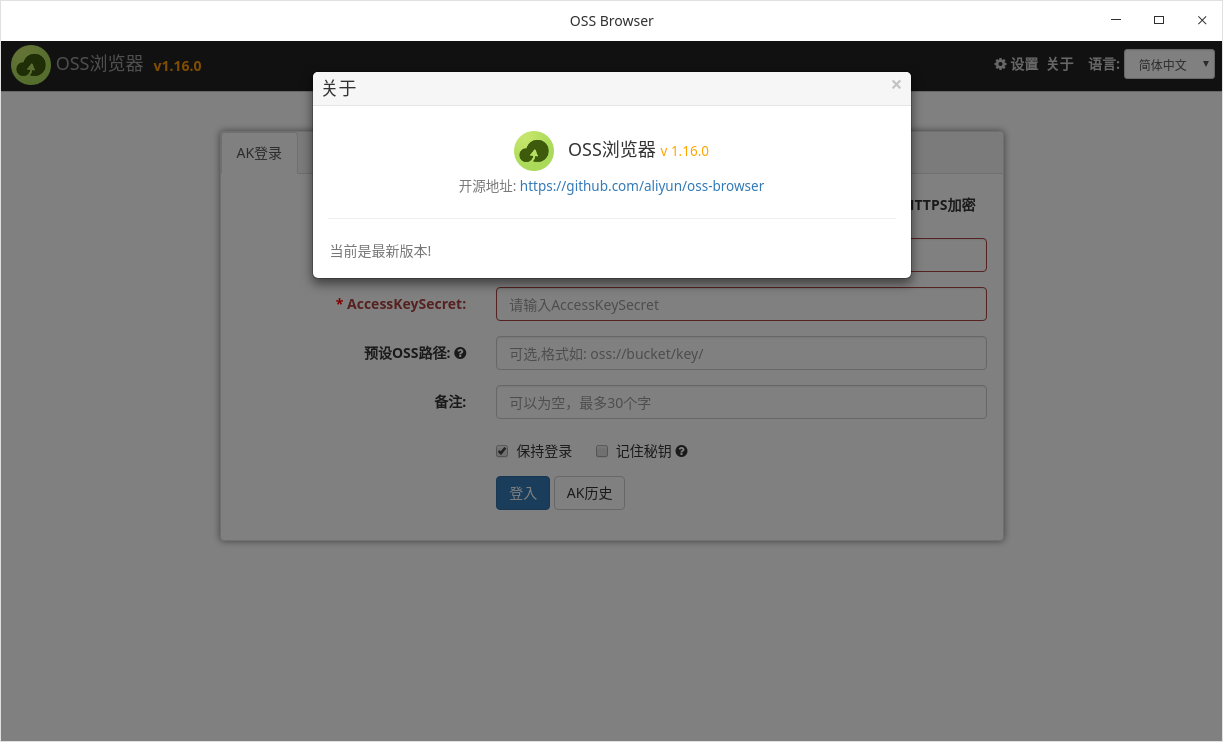 OSS Browser
OSS浏览器 v1.16.0
设置 关于 语言: 简体中文
关于
×
OSS浏览器 v 1.16.0
开源地址: https://github.com/aliyun/oss-browser
当前是最新版本!
AK登录
TTPS加密
* AccessKeySecret: 请输入AccessKeySecret
预设OSS路径: 可选,格式如: oss://bucket/key/
备注: 可以为空，最多30个字
保持登录 记住秘钥
登入 AK历史